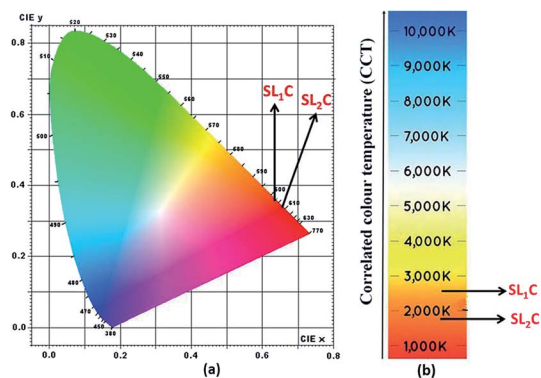 CIE y
0.8
0.6
0.4
0.2
0.0
0.0 0.2 0.4 0.6 0.8
CIE x
520
530
510
540
550
560
500
570
SL₁C
SL₂C
580
590
610
630
770
490
480
470
450
380
(a)
Correlated colour temperature (CCT)
10,000K
9,000K
8,000K
7,000K
6,000K
5,000K
4,000K
3,000K
SL₁C
2,000K
SL₂C
1,000K
(b)